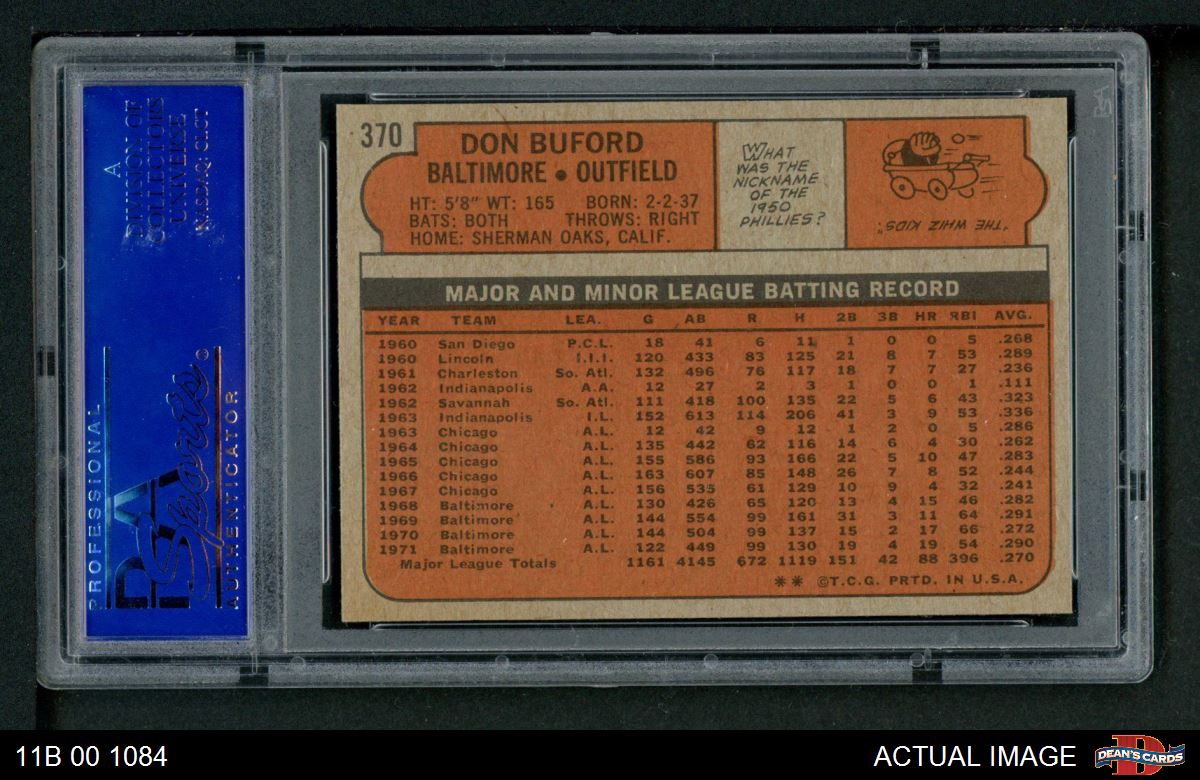 A
DIVISION OF
COLLECTORS
UNIVERSE
NASDAQ: CLCT
PROFESSIONAL
PSA
Sports
®
AUTHENTICATOR
PSA
370
DON BUFORD
BALTIMORE • OUTFIELD
HT: 5'8" WT: 165 BORN: 2-2-37
BATS: BOTH THROWS: RIGHT
HOME: SHERMAN OAKS, CALIF.
WHAT
WAS THE
NICKNAME
OF THE
1950
PHILLIES?
"THE WHIZ KIDS"
MAJOR AND MINOR LEAGUE BATTING RECORD
YEAR TEAM LEA. G AB R H 2B 3B HR RBI AVG.
1960 San Diego P.C.L. 18 41 6 11 1 0 0 5 .268
1960 Lincoln I.I.I. 120 433 83 125 21 8 7 53 .289
1961 Charleston So. Atl. 132 496 76 117 18 7 7 27 .236
1962 Indianapolis A.A. 12 27 2 3 1 0 0 1 .111
1962 Savannah So. Atl. 111 418 100 135 22 5 6 43 .323
1963 Indianapolis I.L. 152 613 114 206 41 3 9 53 .336
1963 Chicago A.L. 12 42 9 12 1 2 0 5 .286
1964 Chicago A.L. 135 442 62 116 14 6 4 30 .262
1965 Chicago A.L. 155 586 93 166 22 5 10 47 .283
1966 Chicago A.L. 163 607 85 148 26 7 8 52 .244
1967 Chicago A.L. 156 535 61 129 10 9 4 32 .241
1968 Baltimore A.L. 130 426 65 120 13 4 15 46 .282
1969 Baltimore A.L. 144 554 99 161 31 3 11 64 .291
1970 Baltimore A.L. 144 504 99 137 15 2 17 66 .272
1971 Baltimore A.L. 122 449 99 130 19 4 19 54 .290
Major League Totals 1161 4145 672 1119 151 42 88 396 .270
** ©T.C.G. PRTD. IN U.S.A.
11B 00 1084
ACTUAL IMAGE
D
DEAN'S CARDS